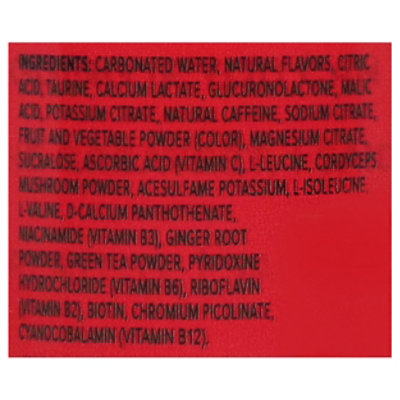 INGREDIENTS: CARBONATED WATER, NATURAL FLAVORS, CITRIC
ACID, TAURINE, CALCIUM LACTATE, GLUCURONOLACTONE, MALIC
ACID, POTASSIUM CITRATE, NATURAL CAFFEINE, SODIUM CITRATE,
FRUIT AND VEGETABLE POWDER (COLOR), MAGNESIUM CITRATE,
SUCRALOSE, ASCORBIC ACID (VITAMIN C), L-LEUCINE, CORDYCEPS
MUSHROOM POWDER, ACESULFAME POTASSIUM, L-ISOLEUCINE,
L-VALINE, D-CALCIUM PANTHOTHENATE,
NIACINAMIDE (VITAMIN B3), GINGER ROOT
POWDER, GREEN TEA POWDER, PYRIDOXINE
HYDROCHLORIDE (VITAMIN B6), RIBOFLAVIN
(VITAMIN B2), BIOTIN, CHROMIUM PICOLINATE,
CYANOCOBALAMIN (VITAMIN B12).